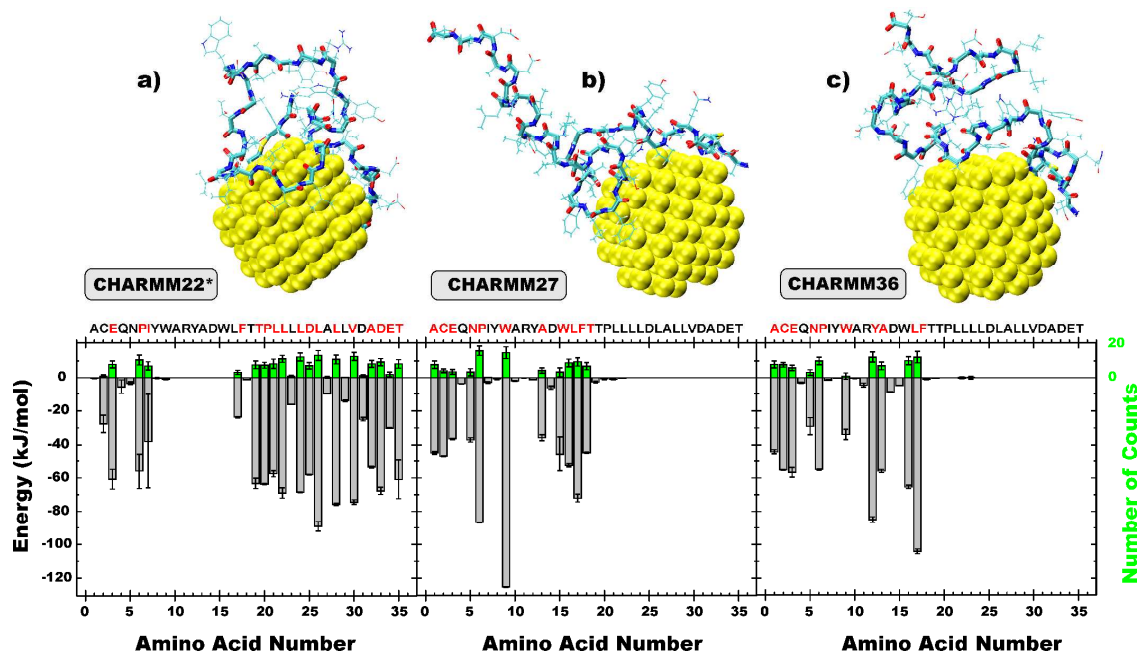 a)
b)
c)
CHARMM22*
CHARMM27
CHARMM36
ACEQNPIYWARYADWLFTTPLLLLDLALLVDADET
ACEQNPIYWARYADWLFTTPLLLLDLALLVDADET
ACEQNPIYWARYADWLFTTPLLLLDLALLVDADET
Energy (kJ/mol)
0
-20
-40
-60
-80
-100
-120
20
0
Number of Counts
0 5 10 15 20 25 30 35
0 5 10 15 20 25 30 35
0 5 10 15 20 25 30 35
Amino Acid Number
Amino Acid Number
Amino Acid Number